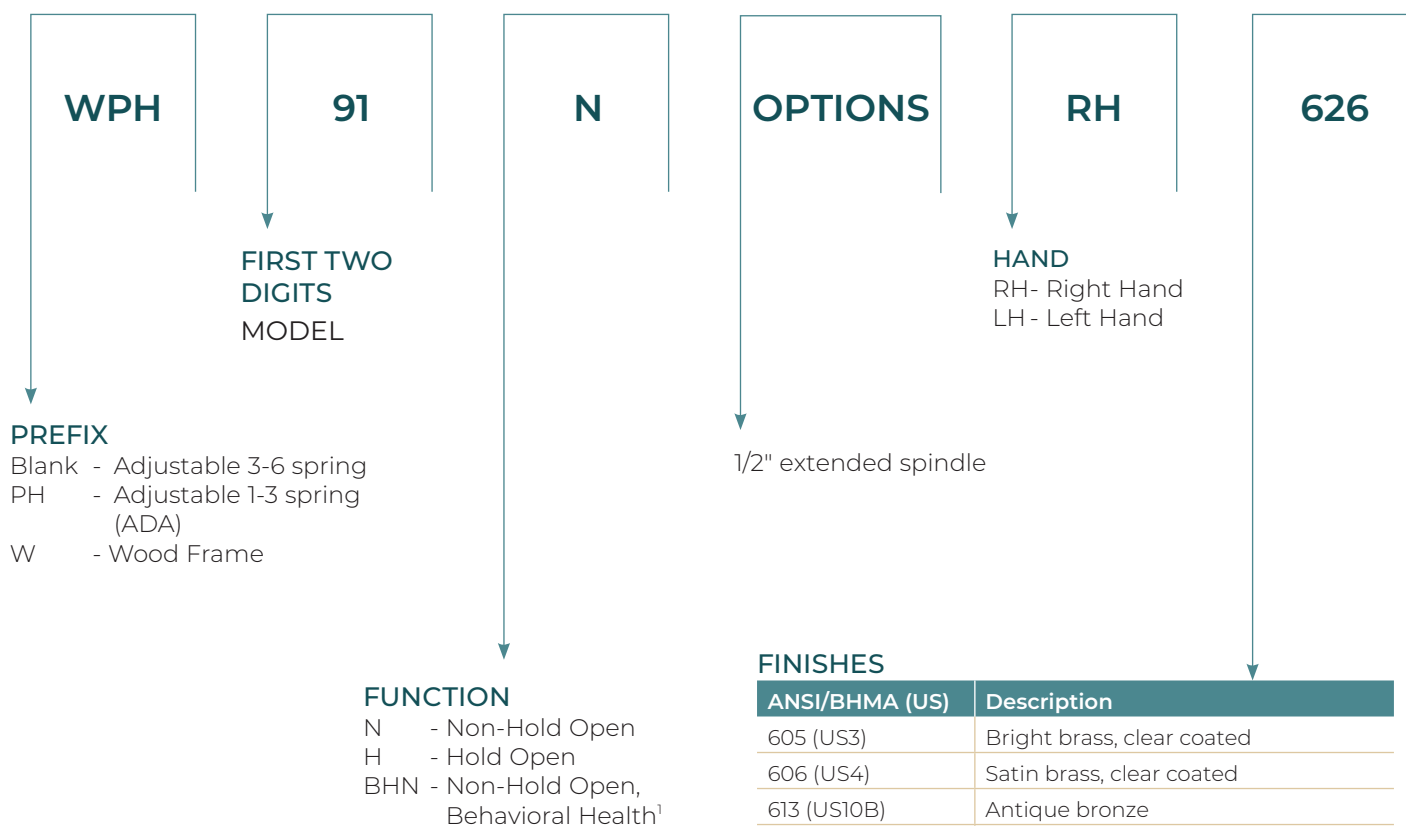 WPH 91 N OPTIONS RH 626
FIRST TWO
DIGITS
MODEL
HAND
RH- Right Hand
LH - Left Hand
PREFIX
Blank - Adjustable 3-6 spring
PH - Adjustable 1-3 spring
(ADA)
W - Wood Frame
1/2" extended spindle
FUNCTION
N - Non-Hold Open
H - Hold Open
BHN - Non-Hold Open,
Behavioral Health¹
FINISHES
ANSI/BHMA (US) Description
605 (US3) Bright brass, clear coated
606 (US4) Satin brass, clear coated
613 (US10B) Antique bronze